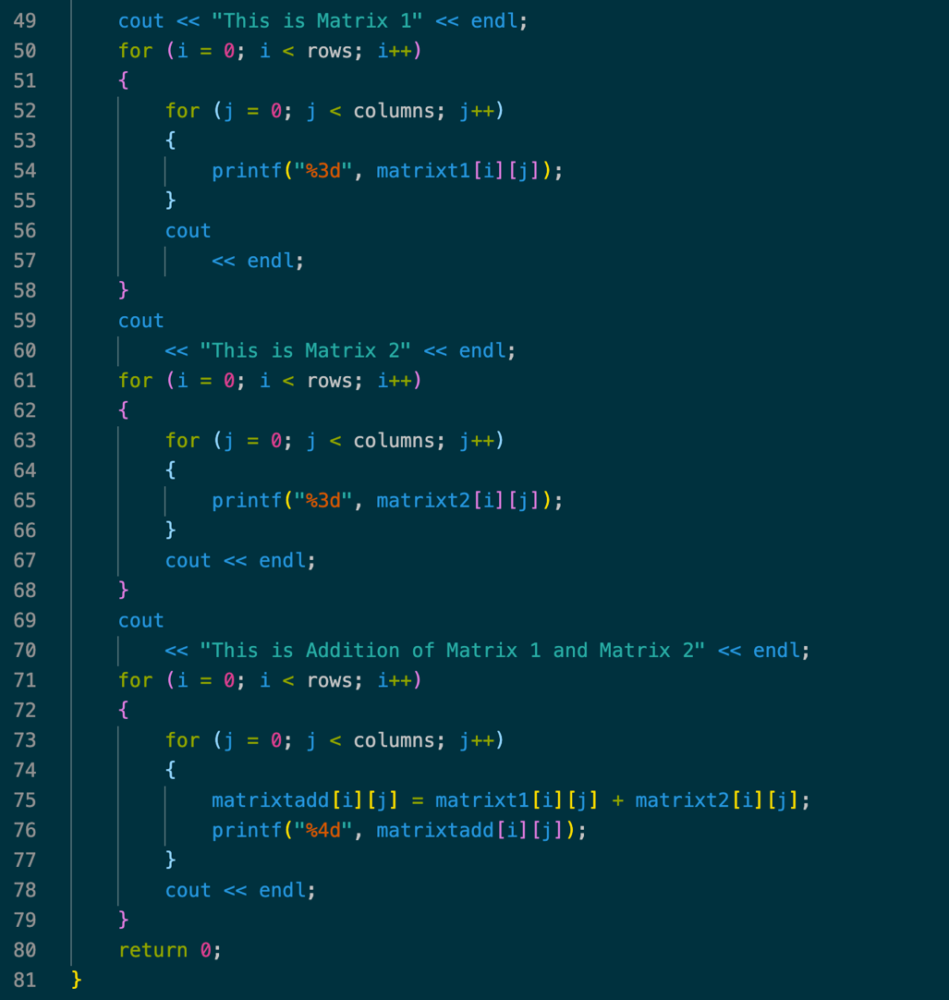 49 cout << "This is Matrix 1" << endl;
50 for (i = 0; i < rows; i++)
51 {
52 for (j = 0; j < columns; j++)
53 {
54 printf("%3d", matrixt1[i][j]);
55 }
56 cout
57 << endl;
58 }
59 cout
60 << "This is Matrix 2" << endl;
61 for (i = 0; i < rows; i++)
62 {
63 for (j = 0; j < columns; j++)
64 {
65 printf("%3d", matrixt2[i][j]);
66 }
67 cout << endl;
68 }
69 cout
70 << "This is Addition of Matrix 1 and Matrix 2" << endl;
71 for (i = 0; i < rows; i++)
72 {
73 for (j = 0; j < columns; j++)
74 {
75 matrixtadd[i][j] = matrixt1[i][j] + matrixt2[i][j];
76 printf("%4d", matrixtadd[i][j]);
77 }
78 cout << endl;
79 }
80 return 0;
81 }